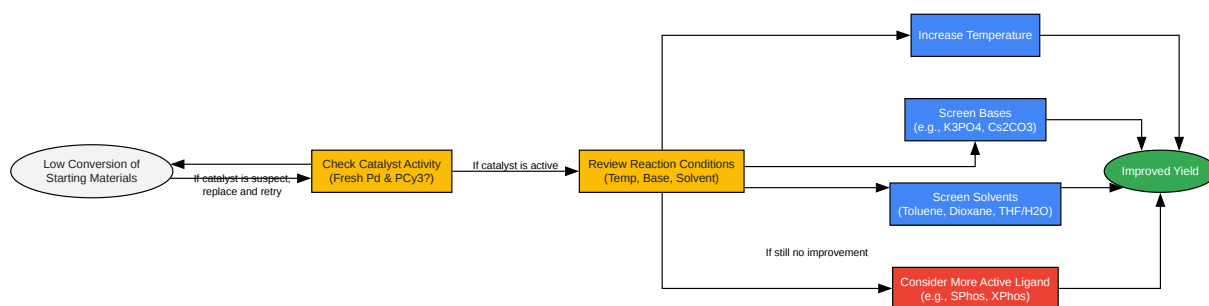 Low Conversion of
Starting Materials
If catalyst is suspect,
replace and retry
Check Catalyst Activity
(Fresh Pd & PCy3?)
If catalyst is active
Review Reaction Conditions
(Temp, Base, Solvent)
Increase Temperature
Screen Bases
(e.g., K3PO4, Cs2CO3)
Screen Solvents
(Toluene, Dioxane, THF/H2O)
If still no improvement
Consider More Active Ligand
(e.g., SPhos, XPhos)
Improved Yield